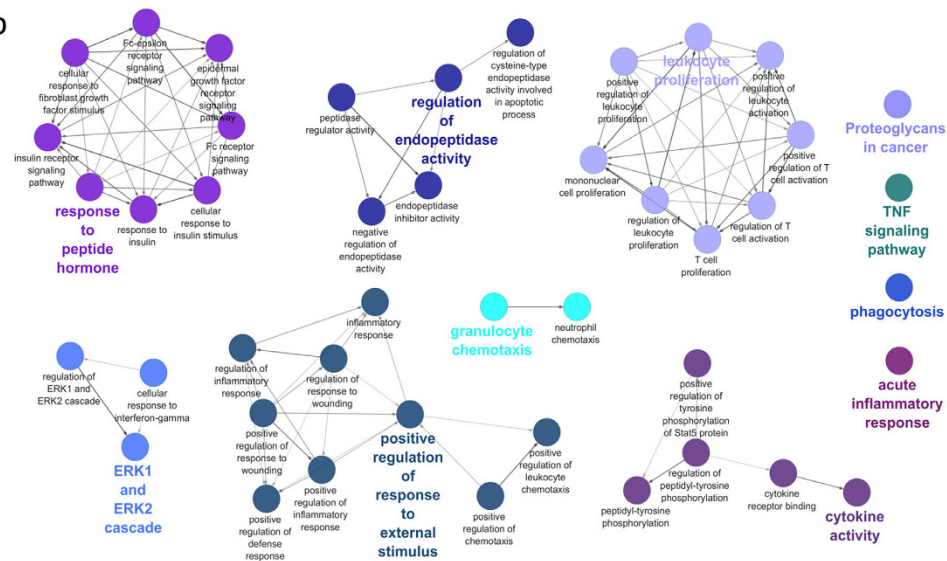 Fc-epsilon
receptor
signaling
pathway
cellular
response to
fibroblast growth
factor stimulus
epidermal
growth factor
receptor
signaling
pathway
insulin receptor
signaling
pathway
Fc receptor
signaling
pathway
response
to
peptide
hormone
response to
insulin
cellular
response to
insulin stimulus
regulation of
cysteine-type
endopeptidase
activity involved
in apoptotic
process
peptidase
regulator activity
regulation
of
endopeptidase
activity
endopeptidase
inhibitor activity
negative
regulation of
endopeptidase
activity
leukocyte
proliferation
positive
regulation of
leukocyte
proliferation
positive
regulation of
leukocyte
activation
mononuclear
cell proliferation
positive
regulation of T
cell activation
regulation of
leukocyte
proliferation
regulation of T
cell activation
T cell
proliferation
Proteoglycans
in cancer
TNF
signaling
pathway
phagocytosis
acute
inflammatory
response
regulation of
ERK1 and
ERK2 cascade
cellular
response to
interferon-gamma
ERK1
and
ERK2
cascade
inflammatory
response
regulation of
inflammatory
response
regulation of
response to
wounding
positive
regulation of
response to
wounding
positive
regulation of
inflammatory
response
positive
regulation of
defense
response
positive
regulation
of
response
to
external
stimulus
positive
regulation of
leukocyte
chemotaxis
positive
regulation of
chemotaxis
granulocyte
chemotaxis
neutrophil
chemotaxis
positive
regulation of
tyrosine
phosphorylation
of Stat5 protein
regulation of
peptidyl-tyrosine
phosphorylation
peptidyl-tyrosine
phosphorylation
cytokine
receptor binding
cytokine
activity